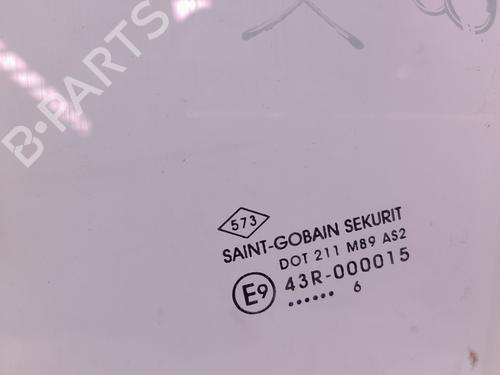 B-PARTS
573
SAINT-GOBAIN SEKURIT
DOT 211 M89 AS2
E9 43R-000015
...... 6